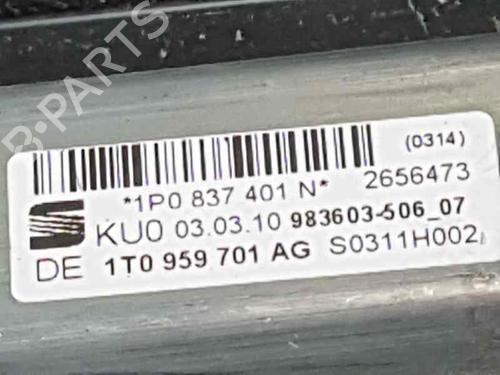 (0314)
*1P0 837 401 N* 2656473
KU0 03.03.10 983603-506_07
DE 1T0 959 701 AG S0311H002
B-PARTS